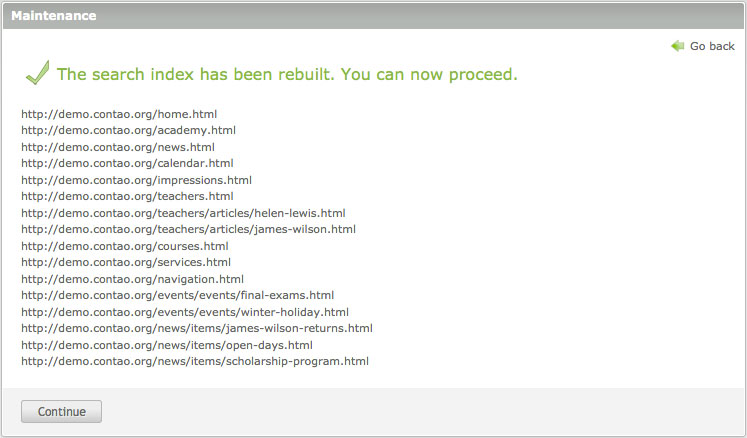 Maintenance
Go back
The search index has been rebuilt. You can now proceed.
http://demo.contao.org/home.html
http://demo.contao.org/academy.html
http://demo.contao.org/news.html
http://demo.contao.org/calendar.html
http://demo.contao.org/impressions.html
http://demo.contao.org/teachers.html
http://demo.contao.org/teachers/articles/helen-lewis.html
http://demo.contao.org/teachers/articles/james-wilson.html
http://demo.contao.org/courses.html
http://demo.contao.org/services.html
http://demo.contao.org/navigation.html
http://demo.contao.org/events/events/final-exams.html
http://demo.contao.org/events/events/winter-holiday.html
http://demo.contao.org/news/items/james-wilson-returns.html
http://demo.contao.org/news/items/open-days.html
http://demo.contao.org/news/items/scholarship-program.html
Continue